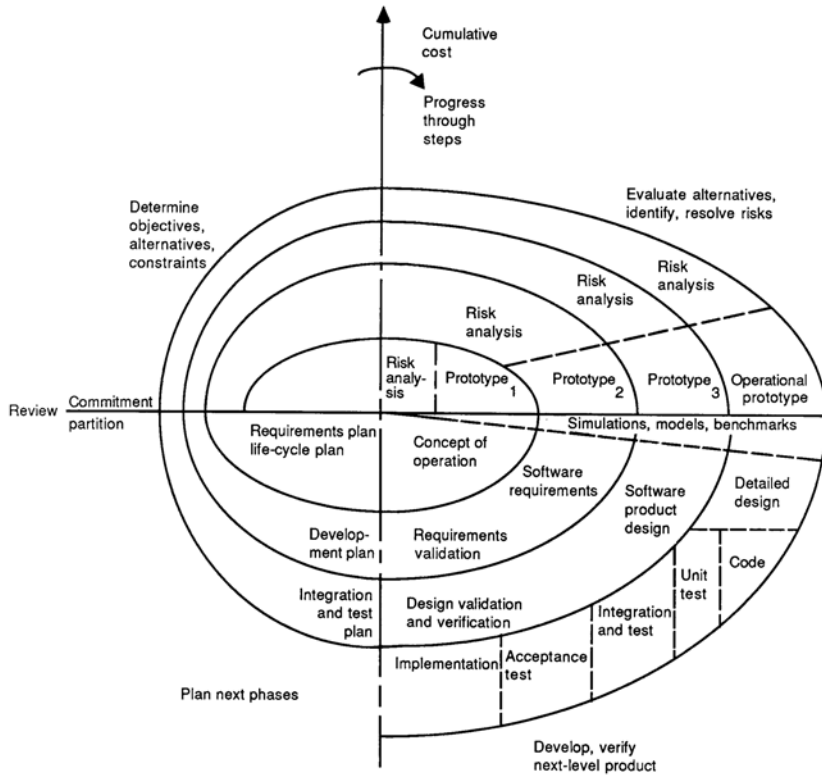 Cumulative
cost
Progress
through
steps
Determine
objectives,
alternatives,
constraints
Evaluate alternatives,
identify, resolve risks
Risk
analysis
Risk
analysis
Risk
analysis
Risk
analy-
sis
Prototype
1
Prototype
2
Prototype
3
Operational
prototype
Review
Commitment
partition
Simulations, models, benchmarks
Requirements plan
life-cycle plan
Concept of
operation
Software
requirements
Software
product
design
Detailed
design
Develop-
ment plan
Requirements
validation
Code
Unit
test
Integration
and test
plan
Design validation
and verification
Integration
and test
Acceptance
test
Implementation
Plan next phases
Develop, verify
next-level product